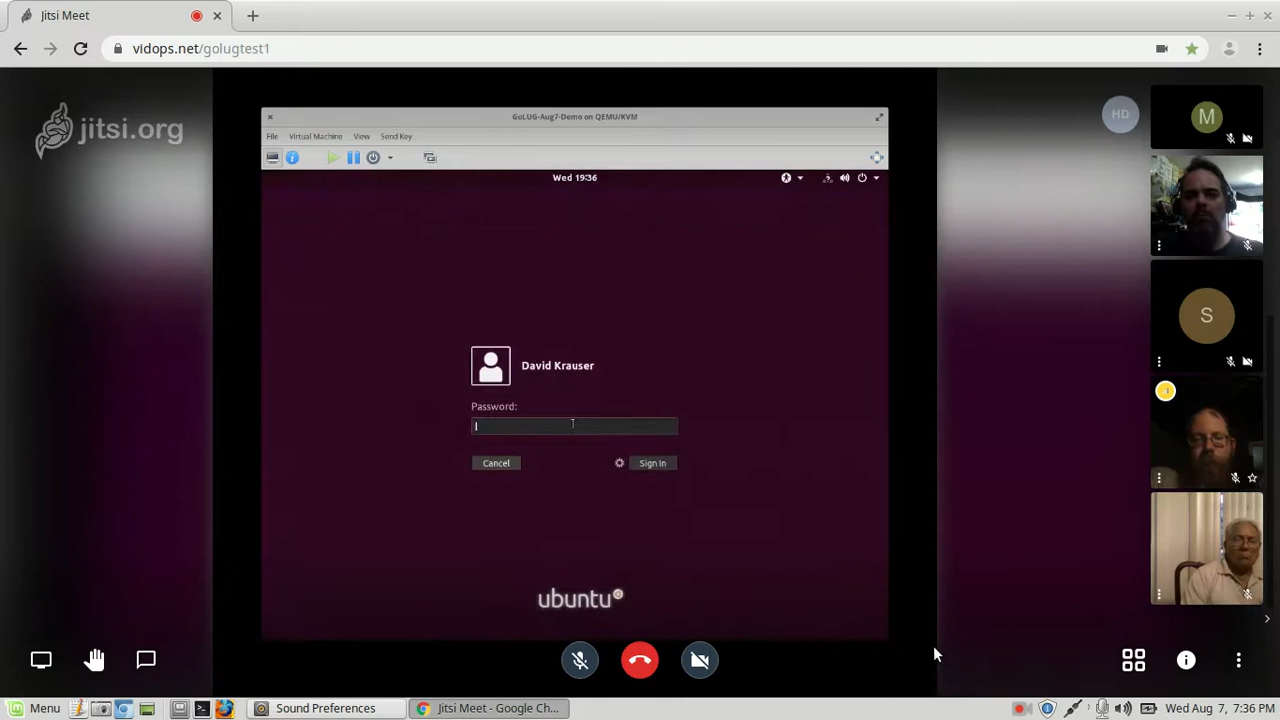 Jitsi Meet
vidops.net/golugtest1
jitsi.org
HD
M
GoLUG-Aug7-Demo on QEMU/KVM
File Virtual Machine View Send Key
Wed 19:36
David Krauser
Password:
Cancel Sign In
ubuntu
S
Menu Sound Preferences Jitsi Meet - Google Ch... Wed Aug 7, 7:36 PM